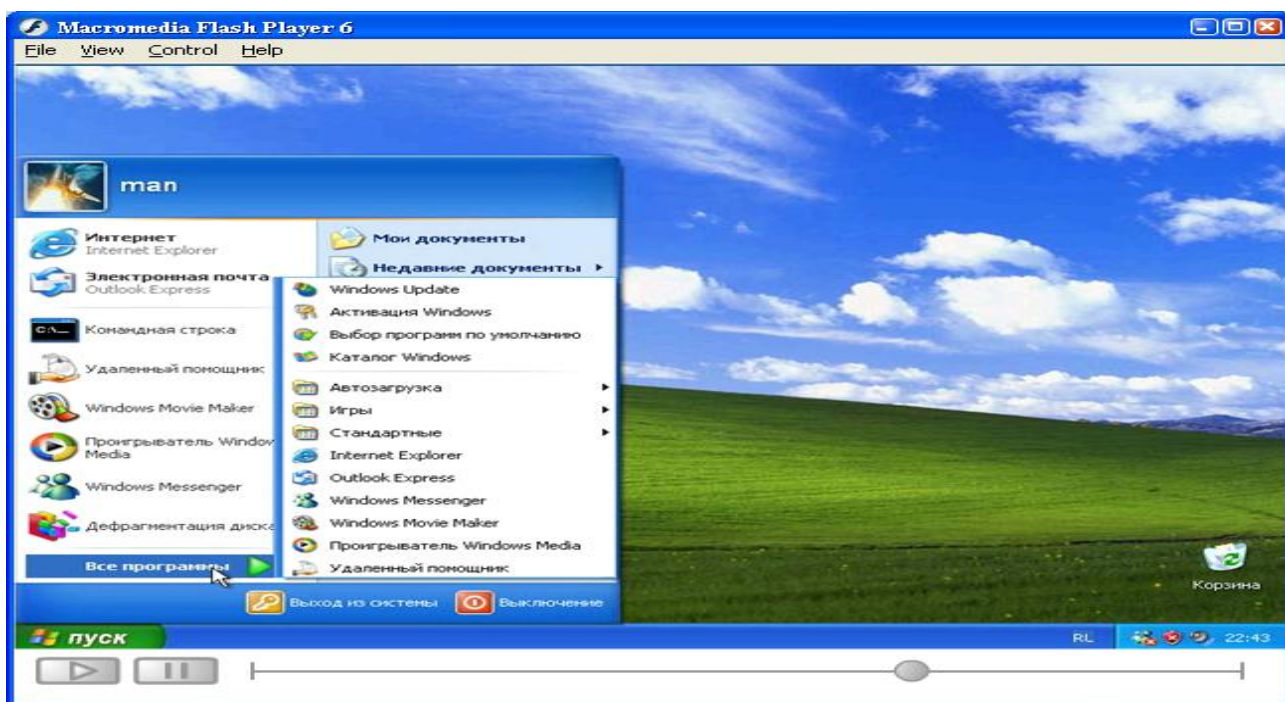 Macromedia Flash Player 6
File View Control Help
man
Интернет
Internet Explorer
Электронная почта
Outlook Express
Командная строка
Удаленный помощник
Windows Movie Maker
Проигрыватель Window
Media
Windows Messenger
Дефрагментация диска
Все программы
Мои документы
Недавние документы
Windows Update
Активация Windows
Выбор программ по умолчанию
Каталог Windows
Автозагрузка
Игры
Стандартные
Internet Explorer
Outlook Express
Windows Messenger
Windows Movie Maker
Проигрыватель Windows Media
Удаленный помощник
Выход из системы Выключение
Корзина
пуск RL 22:43